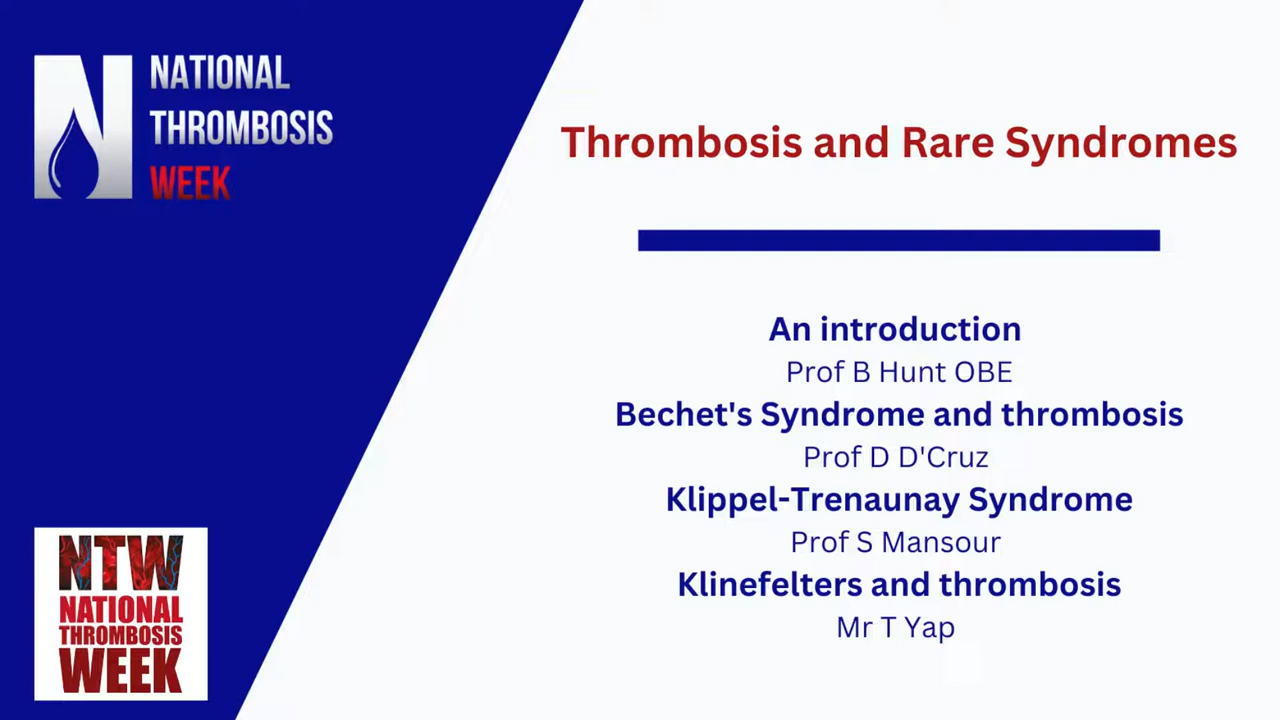 NATIONAL
THROMBOSIS
WEEK
Thrombosis and Rare Syndromes
An introduction
Prof B Hunt OBE
Bechet's Syndrome and thrombosis
Prof D D'Cruz
Klippel-Trenaunay Syndrome
Prof S Mansour
Klinefelters and thrombosis
Mr T Yap
NTW
NATIONAL
THROMBOSIS
WEEK